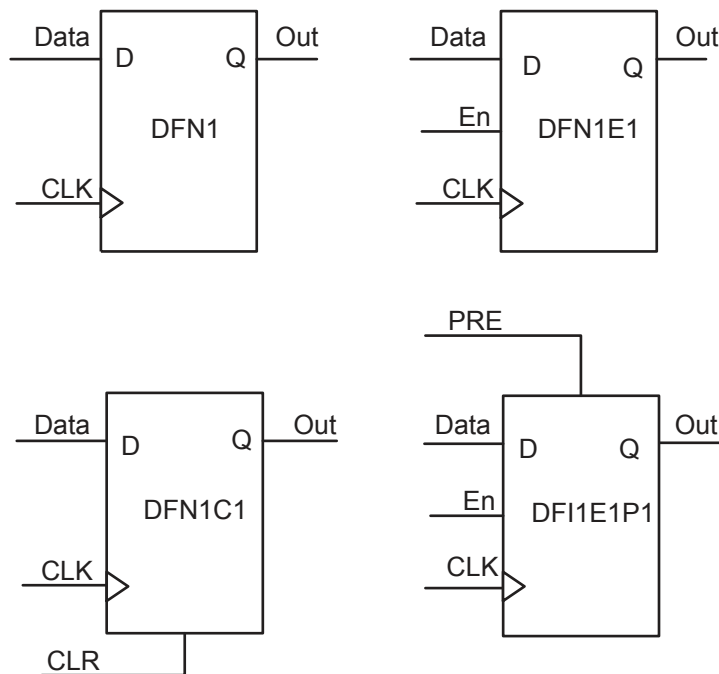 Data
D
Q
Out
DFN1
CLK
Data
D
Q
Out
En
DFN1E1
CLK
Data
D
Q
Out
DFN1C1
CLK
CLR
PRE
Data
D
Q
Out
En
DFI1E1P1
CLK